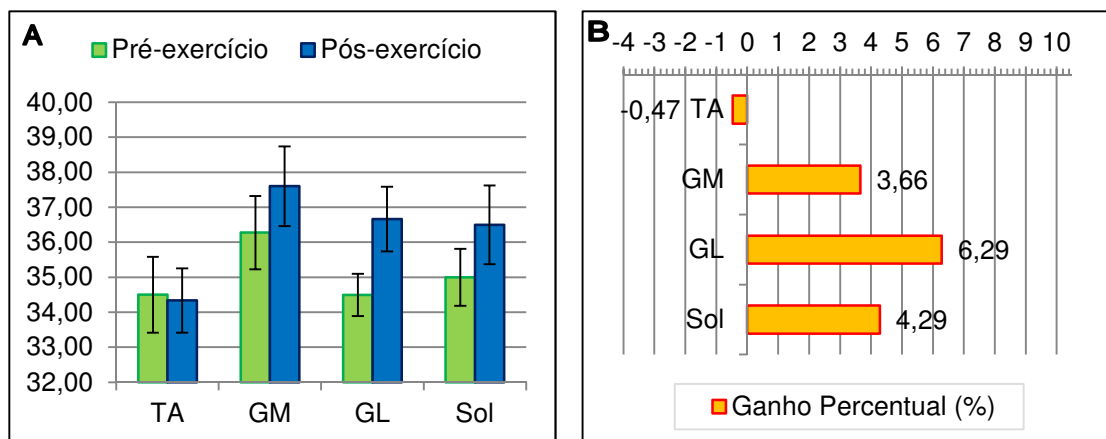 A
Pré-exercício Pós-exercício
40,00
39,00
38,00
37,00
36,00
35,00
34,00
33,00
32,00
TA GM GL Sol
B
-4 -3 -2 -1 0 1 2 3 4 5 6 7 8 9 10
-0,47 TA
GM 3,66
GL 6,29
Sol 4,29
Ganho Percentual (%)